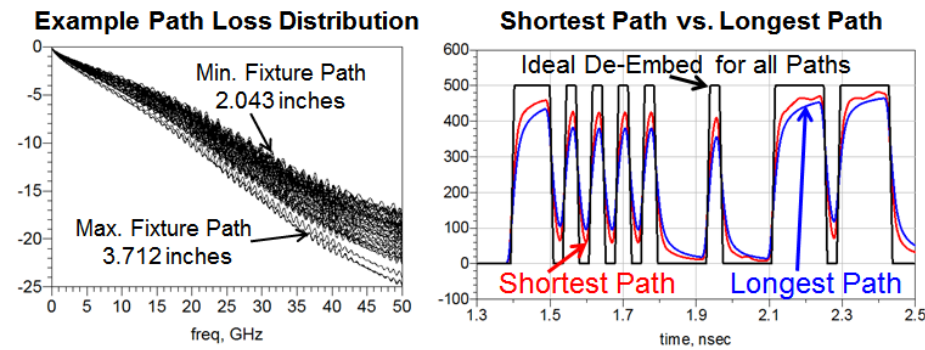 Example Path Loss Distribution
0
-5
-10
-15
-20
-25
Min. Fixture Path
2.043 inches
Max. Fixture Path
3.712 inches
0 5 10 15 20 25 30 35 40 45 50
freq, GHz
Shortest Path vs. Longest Path
600
500
400
300
200
100
0
-100
Ideal De-Embed for all Paths
Shortest Path
Longest Path
1.3 1.5 1.7 1.9 2.1 2.3 2.5
time, nsec